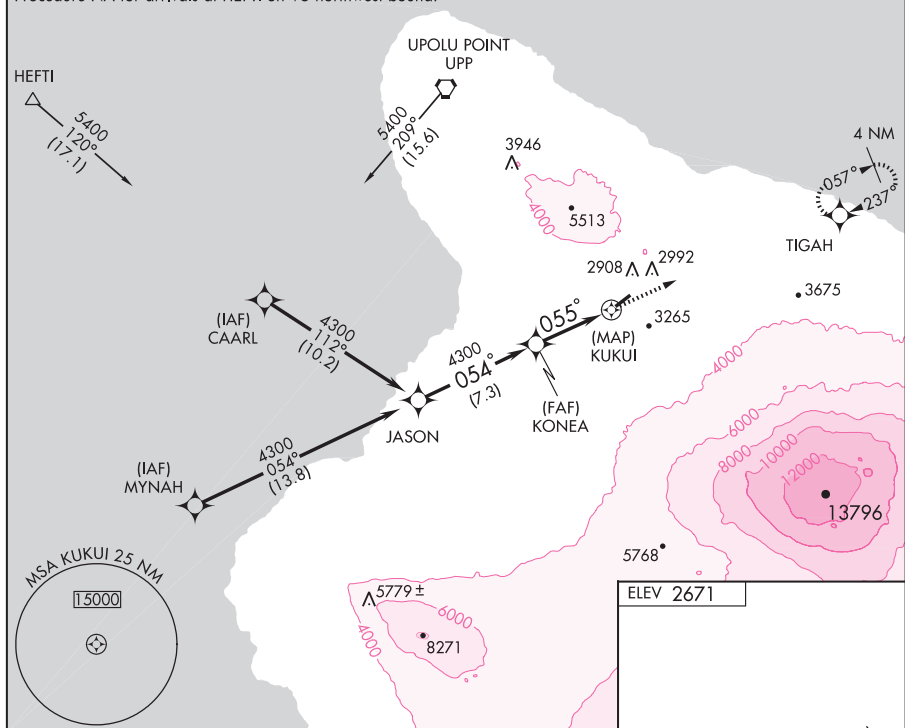 UPOLU POINT
UPP
HEFTI
5400
120°
(17.1)
5400
209°
(15.6)
3946
4000
5513
4 NM
057°
237°
TIGAH
2908
2992
3675
3265
(IAF)
CAARL
4300
112°
(10.2)
4300
054°
(7.3)
055°
(MAP)
KUKUI
(FAF)
KONEA
JASON
(IAF)
MYNAH
4300
054°
(13.8)
4000
6000
8000
10000
12000
13796
5768
MSA KUKUI 25 NM
15000
5779 ±
6000
4000
8271
ELEV 2671